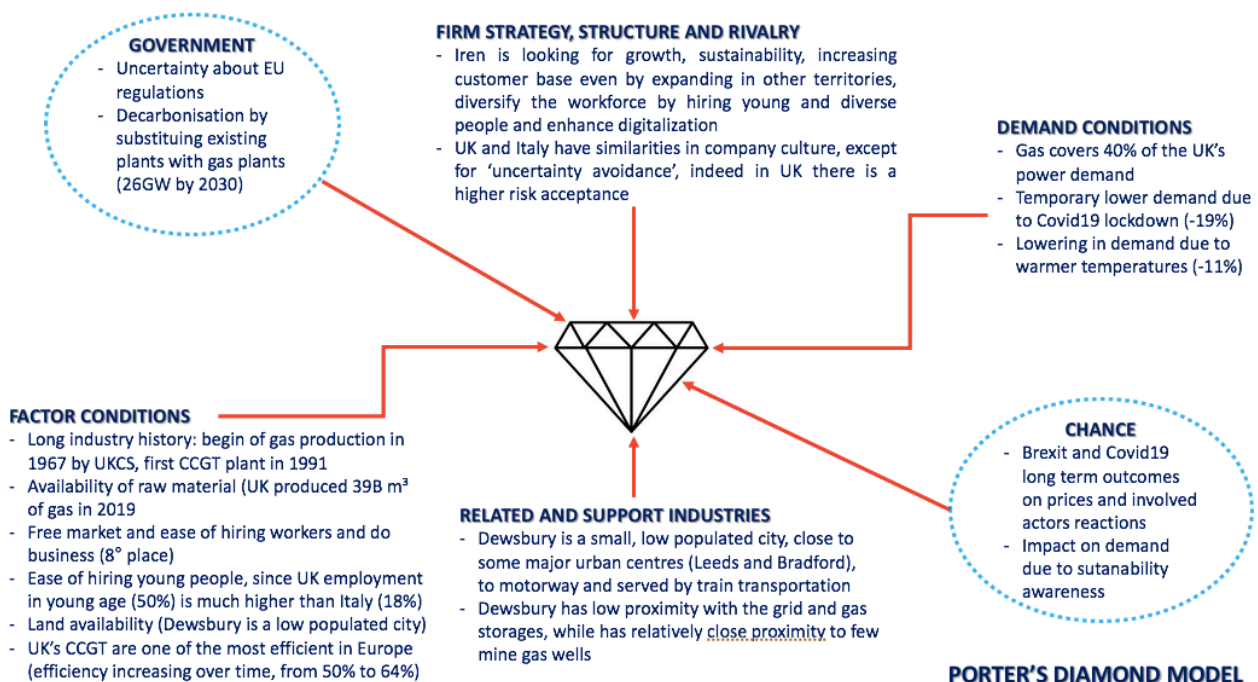 GOVERNMENT
- Uncertainty about EU
regulations
- Decarbonisation by
substituing existing
plants with gas plants
(26GW by 2030)
FIRM STRATEGY, STRUCTURE AND RIVALRY
- Iren is looking for growth, sustainability, increasing
customer base even by expanding in other territories,
diversify the workforce by hiring young and diverse
people and enhance digitalization
- UK and Italy have similarities in company culture, except
for ‘uncertainty avoidance’, indeed in UK there is a
higher risk acceptance
DEMAND CONDITIONS
- Gas covers 40% of the UK’s
power demand
- Temporary lower demand due
to Covid19 lockdown (-19%)
- Lowering in demand due to
warmer temperatures (-11%)
FACTOR CONDITIONS
- Long industry history: begin of gas production in
1967 by UKCS, first CCGT plant in 1991
- Availability of raw material (UK produced 39B m³
of gas in 2019
- Free market and ease of hiring workers and do
business (8° place)
- Ease of hiring young people, since UK employment
in young age (50%) is much higher than Italy (18%)
- Land availability (Dewsbury is a low populated city)
- UK’s CCGT are one of the most efficient in Europe
(efficiency increasing over time, from 50% to 64%)
RELATED AND SUPPORT INDUSTRIES
- Dewsbury is a small, low populated city, close to
some major urban centres (Leeds and Bradford),
to motorway and served by train transportation
- Dewsbury has low proximity with the grid and gas
storages, while has relatively close proximity to few
mine gas wells
CHANCE
- Brexit and Covid19
long term outcomes
on prices and involved
actors reactions
- Impact on demand
due to sutanability
awareness
PORTER’S DIAMOND MODEL